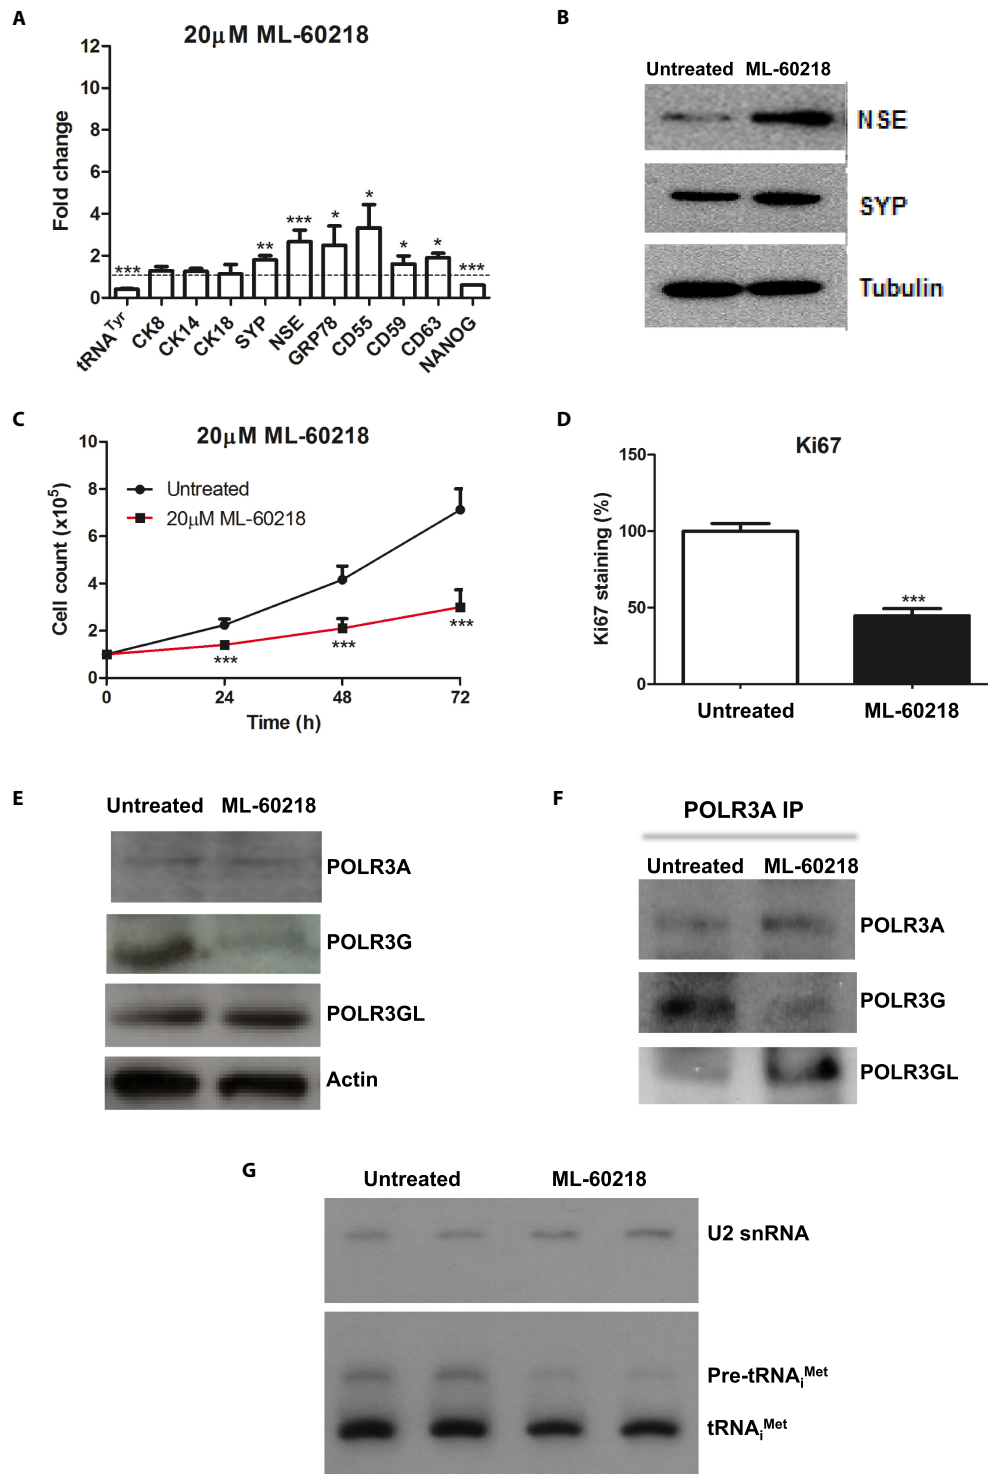 A
20μM ML-60218
12
10
8
6
4
2
0
Fold change
***
**
***
*
*
*
*
***
tRNATyr
CK8
CK14
CK18
SYP
NSE
GRP78
CD55
CD59
CD63
NANOG
B
Untreated ML-60218
NSE
SYP
Tubulin
C
20μM ML-60218
10
8
6
4
2
0
Cell count (x10⁵)
Untreated
20μM ML-60218
***
***
***
0 24 48 72
Time (h)
D
Ki67
150
100
50
0
Ki67 staining (%)
***
Untreated ML-60218
E
Untreated ML-60218
POLR3A
POLR3G
POLR3GL
Actin
F
POLR3A IP
Untreated ML-60218
POLR3A
POLR3G
POLR3GL
G
Untreated ML-60218
U2 snRNA
Pre-tRNAiMet
tRNAiMet